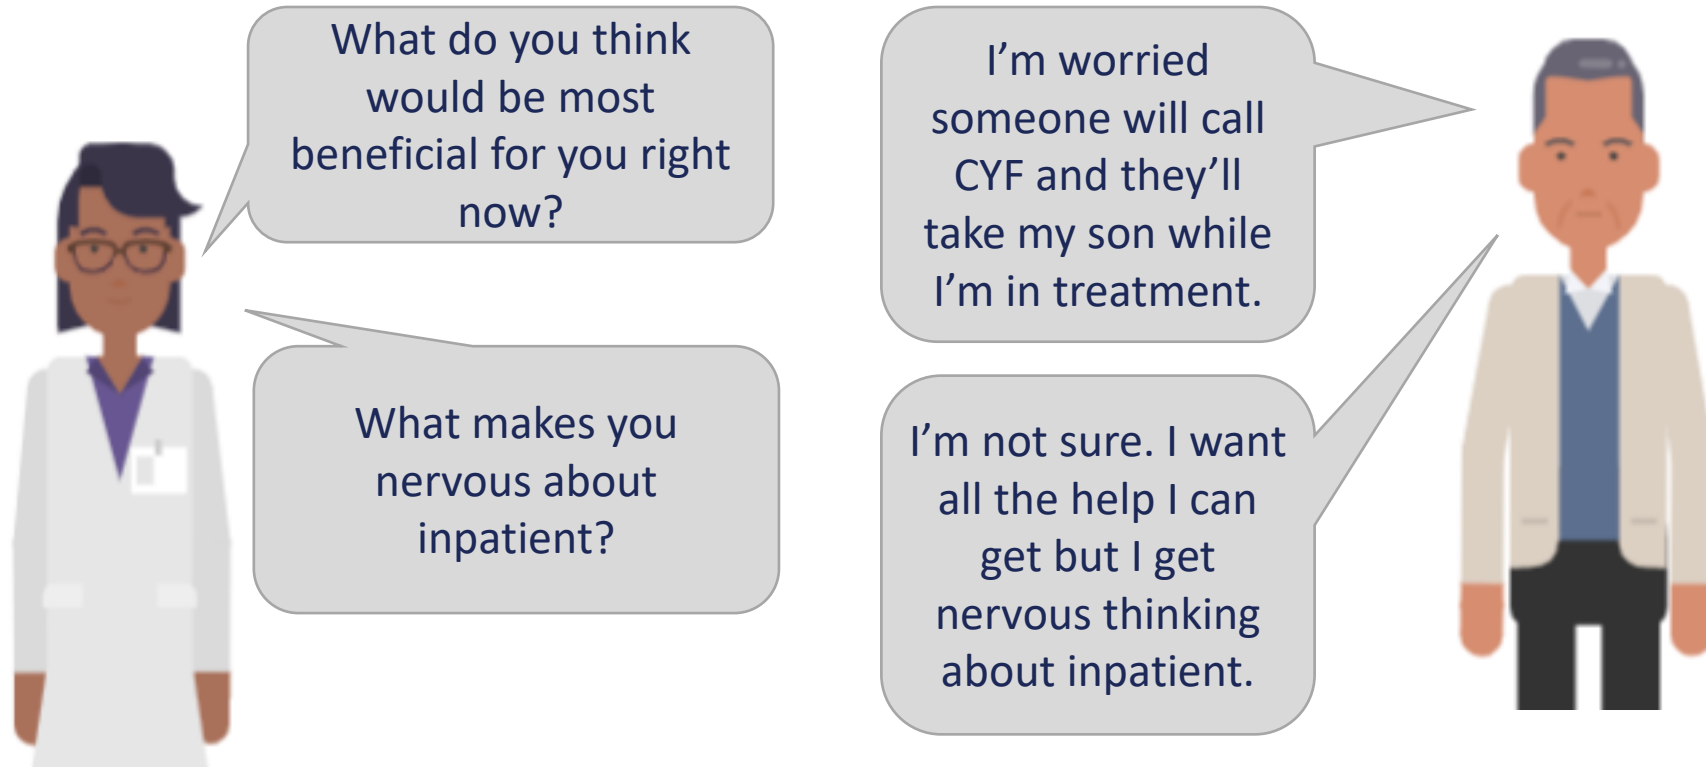 What do you think
would be most
beneficial for you right
now?
What makes you
nervous about
inpatient?
I’m worried
someone will call
CYF and they’ll
take my son while
I’m in treatment.
I’m not sure. I want
all the help I can
get but I get
nervous thinking
about inpatient.